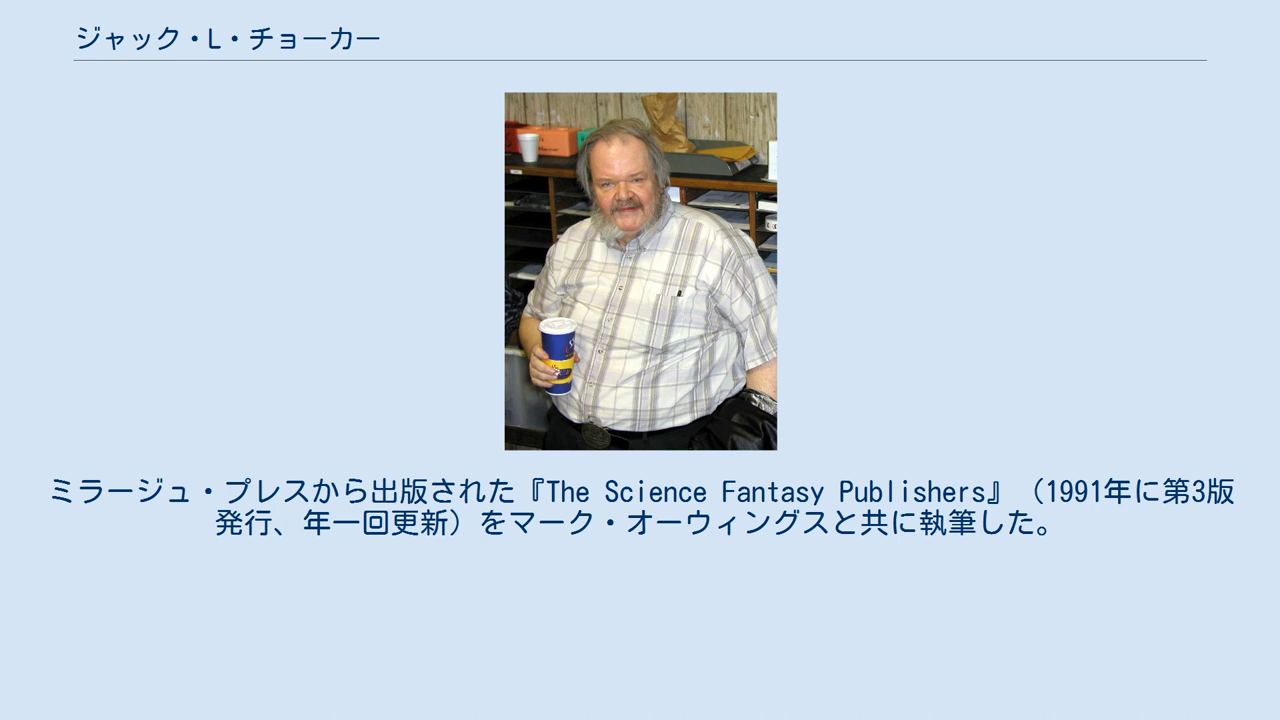 ジャック・L・チョーカー
ミラージュ・プレスから出版された『The Science Fantasy Publishers』（1991年に第3版
発行、年一回更新）をマーク・オーウィングスと共に執筆した。